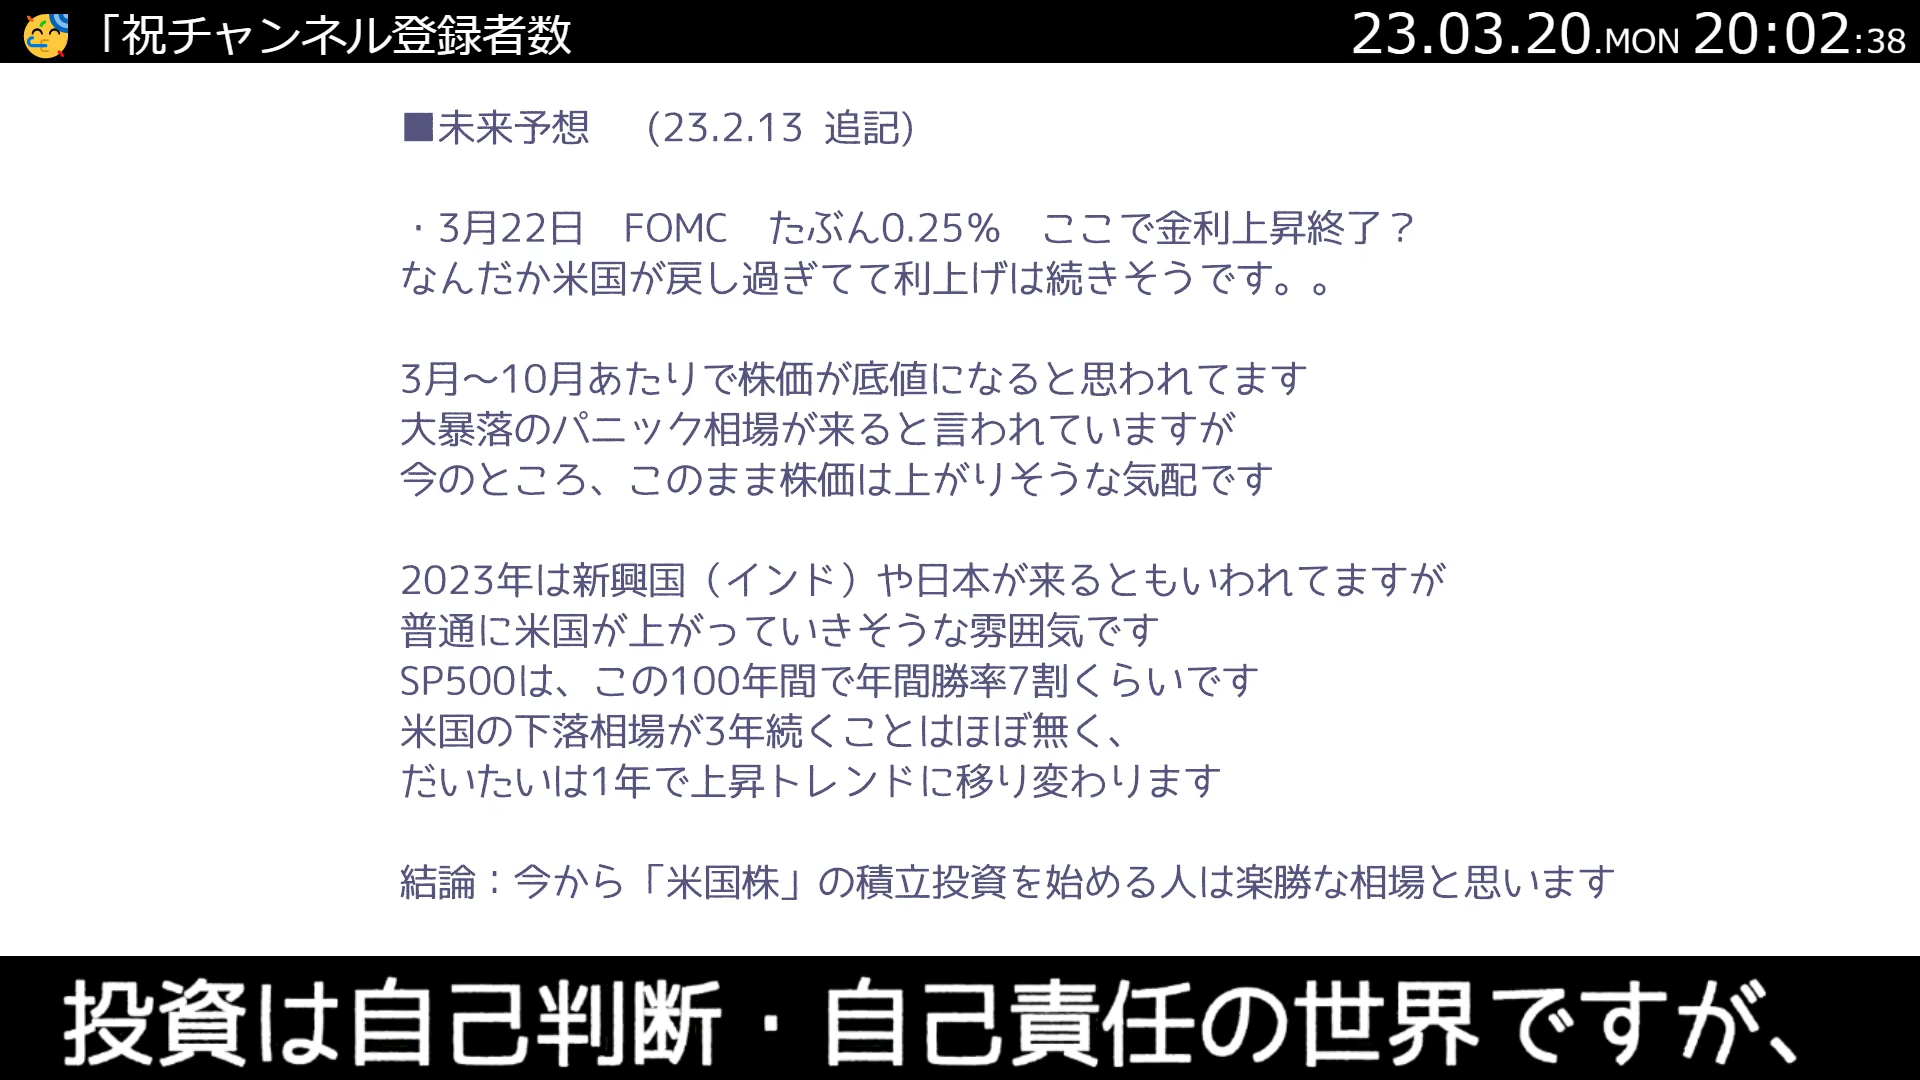 「祝チャンネル登録者数
23.03.20.MON 20:02:38
■未来予想　(23.2.13 追記)
・3月22日　FOMC　たぶん0.25%　ここで金利上昇終了？
なんだか米国が戻し過ぎてて利上げは続きそうです。。
3月～10月あたりで株価が底値になると思われてます
大暴落のパニック相場が来ると言われていますが
今のところ、このまま株価は上がりそうな気配です
2023年は新興国（インド）や日本が来るともいわれてますが
普通に米国が上がっていきそうな雰囲気です
SP500は、この100年間で年間勝率7割くらいです
米国の下落相場が3年続くことはほぼ無く、
だいたいは1年で上昇トレンドに移り変わります
結論：今から「米国株」の積立投資を始める人は楽勝な相場と思います
投資は自己判断・自己責任の世界ですが、